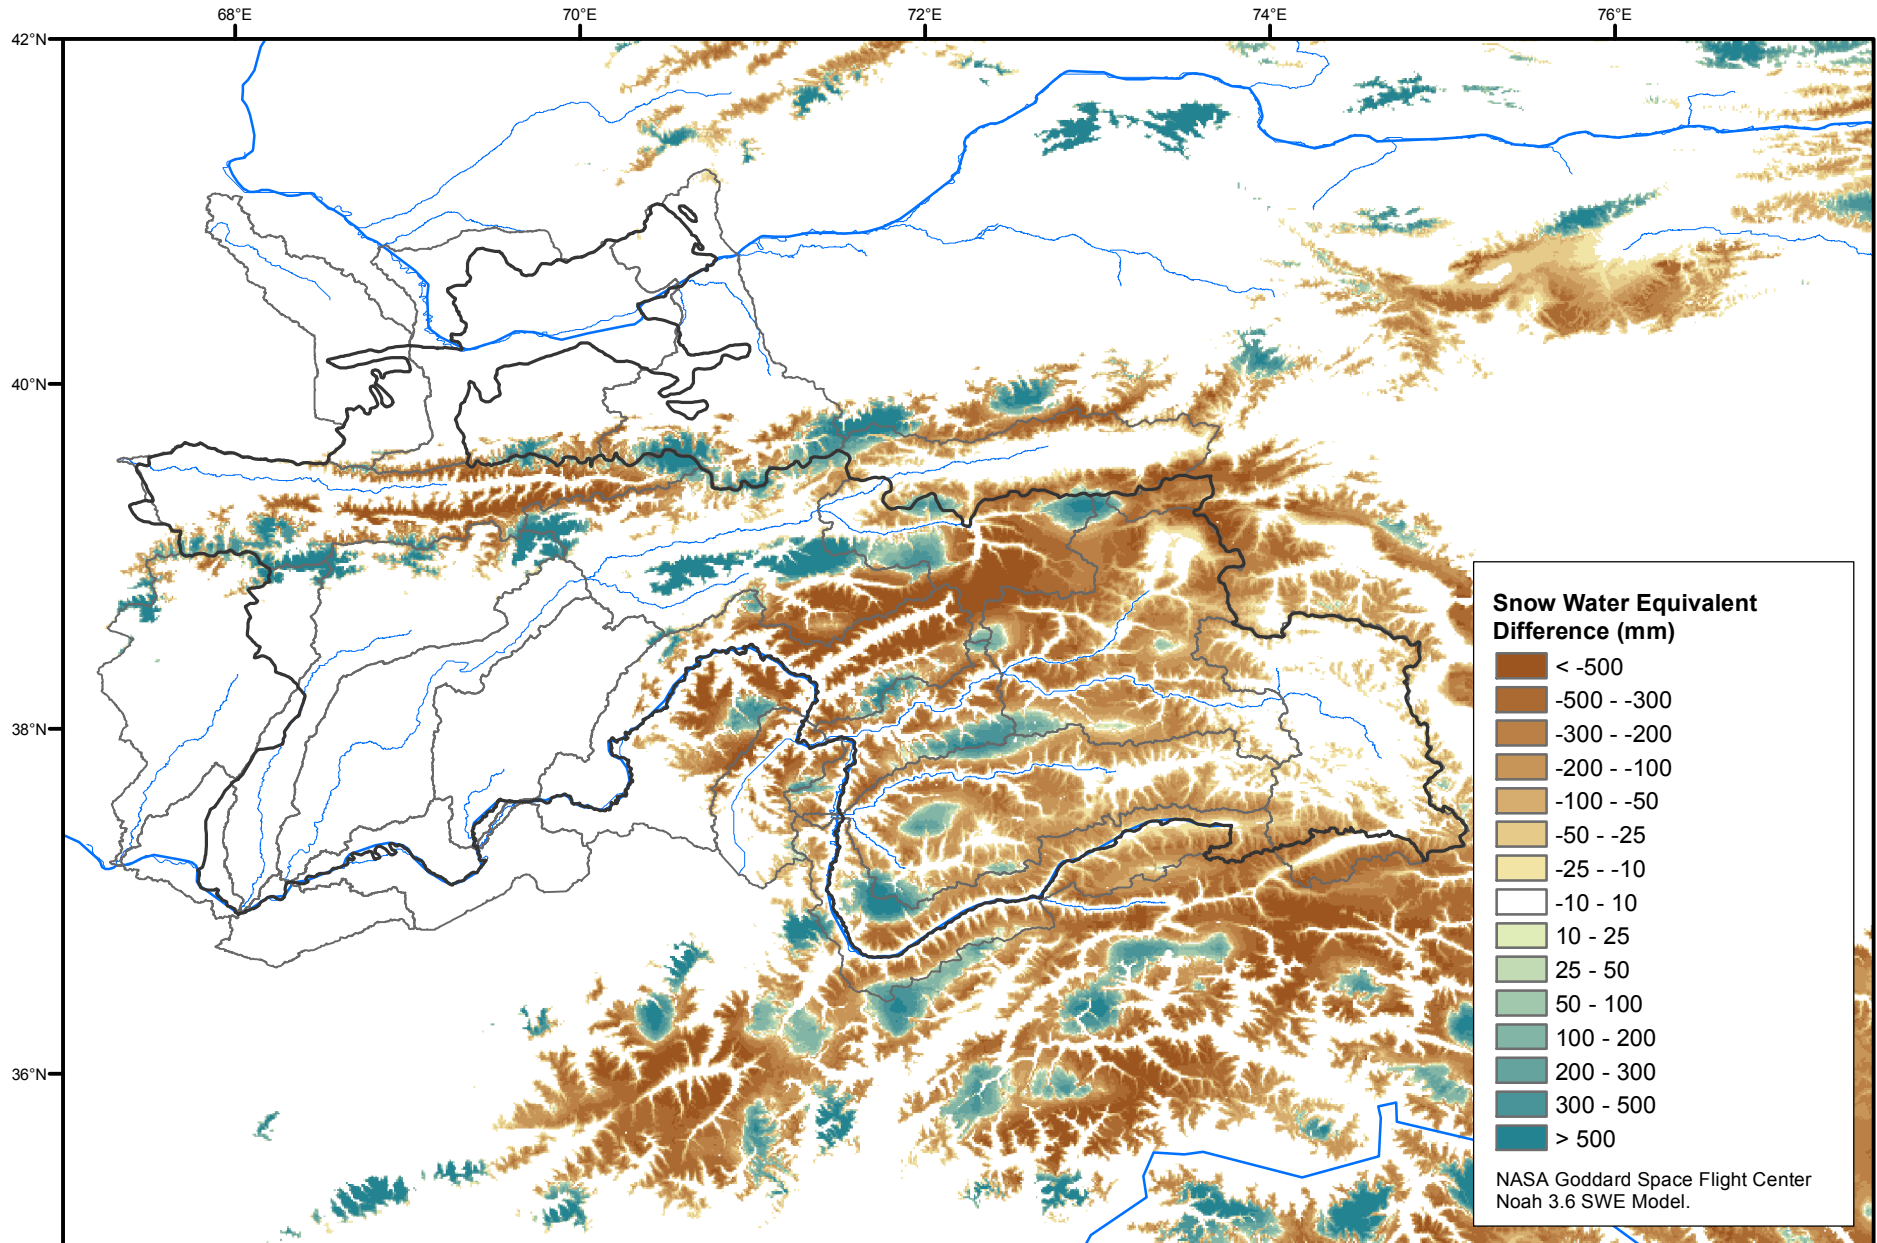 68°E 70°E 72°E 74°E 76°E
42°N
40°N
38°N
36°N
Snow Water Equivalent
Difference (mm)
< -500
-500 - -300
-300 - -200
-200 - -100
-100 - -50
-50 - -25
-25 - -10
-10 - 10
10 - 25
25 - 50
50 - 100
100 - 200
200 - 300
300 - 500
> 500
NASA Goddard Space Flight Center
Noah 3.6 SWE Model.